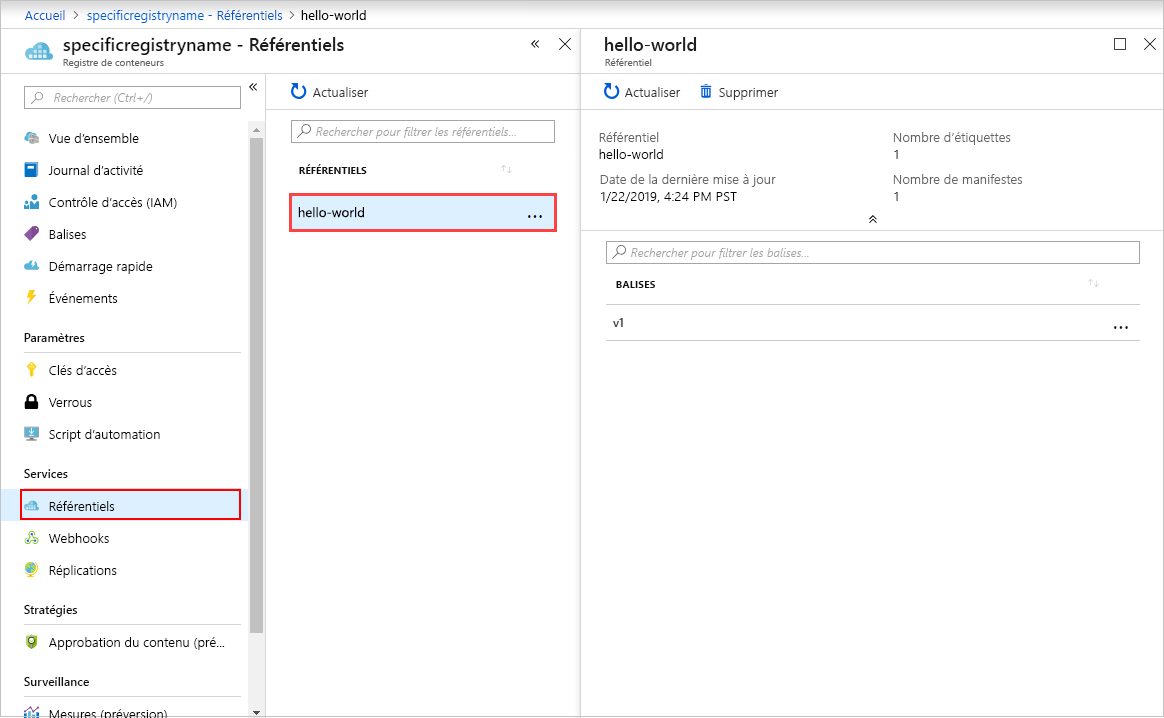 Accueil > specificregistryname - Référentiels > hello-world
specificregistryname - Référentiels
Registre de conteneurs
Rechercher (Ctrl+/)
Vue d'ensemble
Journal d'activité
Contrôle d'accès (IAM)
Balises
Démarrage rapide
Événements
Paramètres
Clés d'accès
Verrous
Script d'automation
Services
Référentiels
Webhooks
Réplications
Stratégies
Approbation du contenu (pré...
Surveillance
Mesures (préversion)
Actualiser
Rechercher pour filtrer les référentiels...
RÉFÉRENTIELS
hello-world ...
hello-world
Référentiel
Actualiser Supprimer
Référentiel
hello-world
Nombre d'étiquettes
1
Date de la dernière mise à jour
1/22/2019, 4:24 PM PST
Nombre de manifestes
1
Rechercher pour filtrer les balises...
BALISES
v1 ...